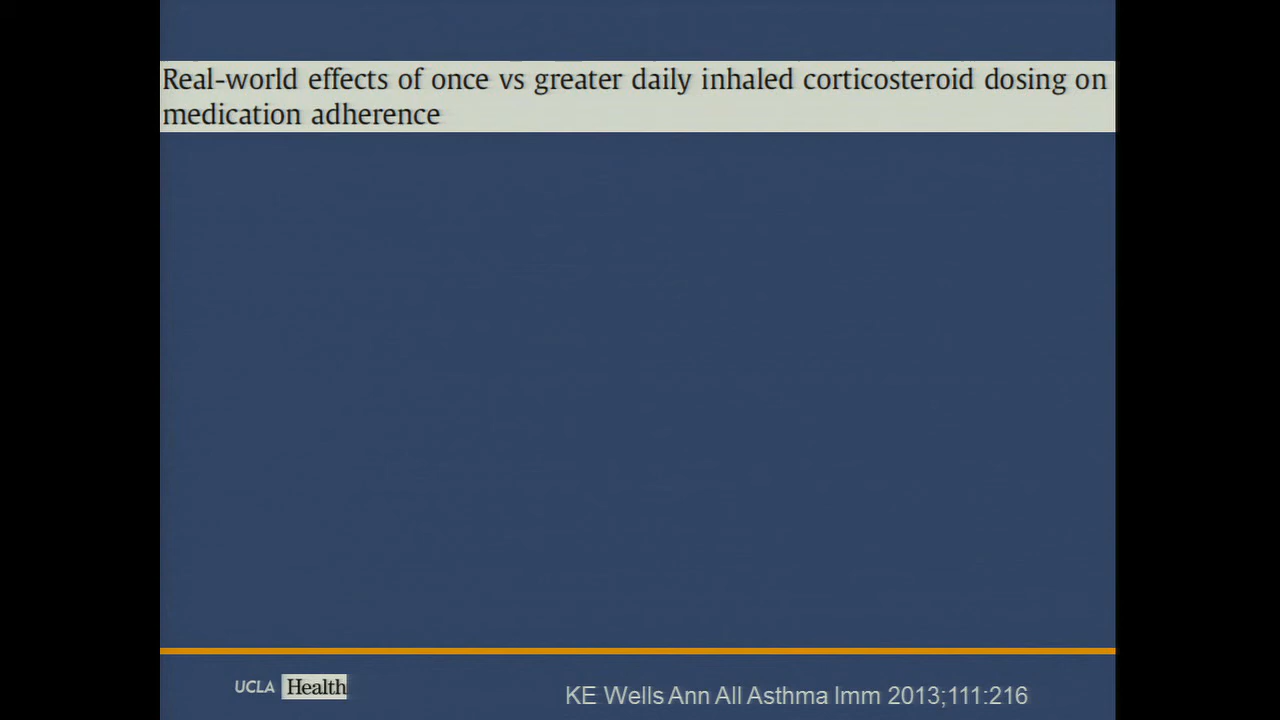 Real-world effects of once vs greater daily inhaled corticosteroid dosing on
medication adherence
UCLA Health
KE Wells Ann All Asthma Imm 2013;111:216